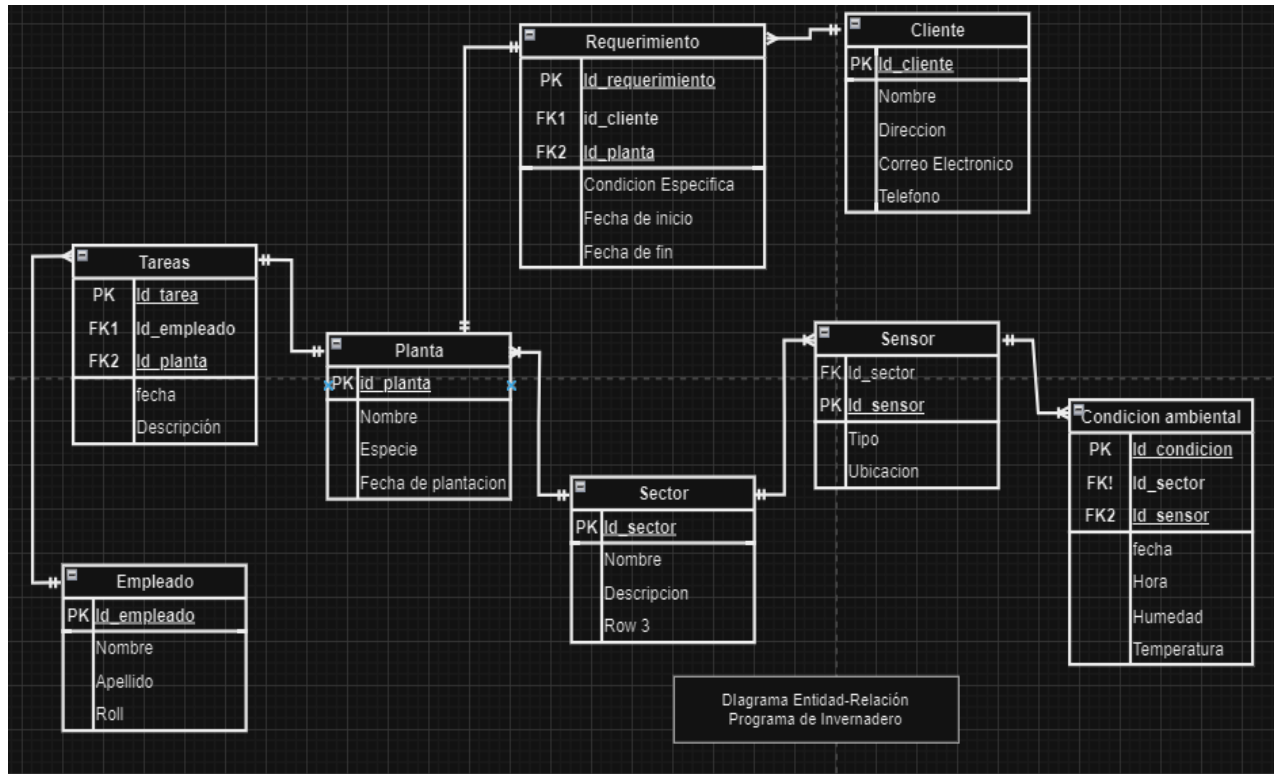 Requerimiento
PK Id_requerimiento
FK1 id_cliente
FK2 Id_planta
Condicion Especifica
Fecha de inicio
Fecha de fin
Cliente
PK Id_cliente
Nombre
Direccion
Correo Electronico
Telefono
Tareas
PK Id_tarea
FK1 Id_empleado
FK2 Id_planta
fecha
Descripción
Planta
PK id_planta
Nombre
Especie
Fecha de plantacion
Sensor
FK Id_sector
PK Id_sensor
Tipo
Ubicacion
Condicion ambiental
PK Id_condicion
FK! Id_sector
FK2 Id_sensor
fecha
Hora
Humedad
Temperatura
Sector
PK Id_sector
Nombre
Descripcion
Row 3
Empleado
PK Id_empleado
Nombre
Apellido
Roll
DIagrama Entidad-Relación
Programa de Invernadero